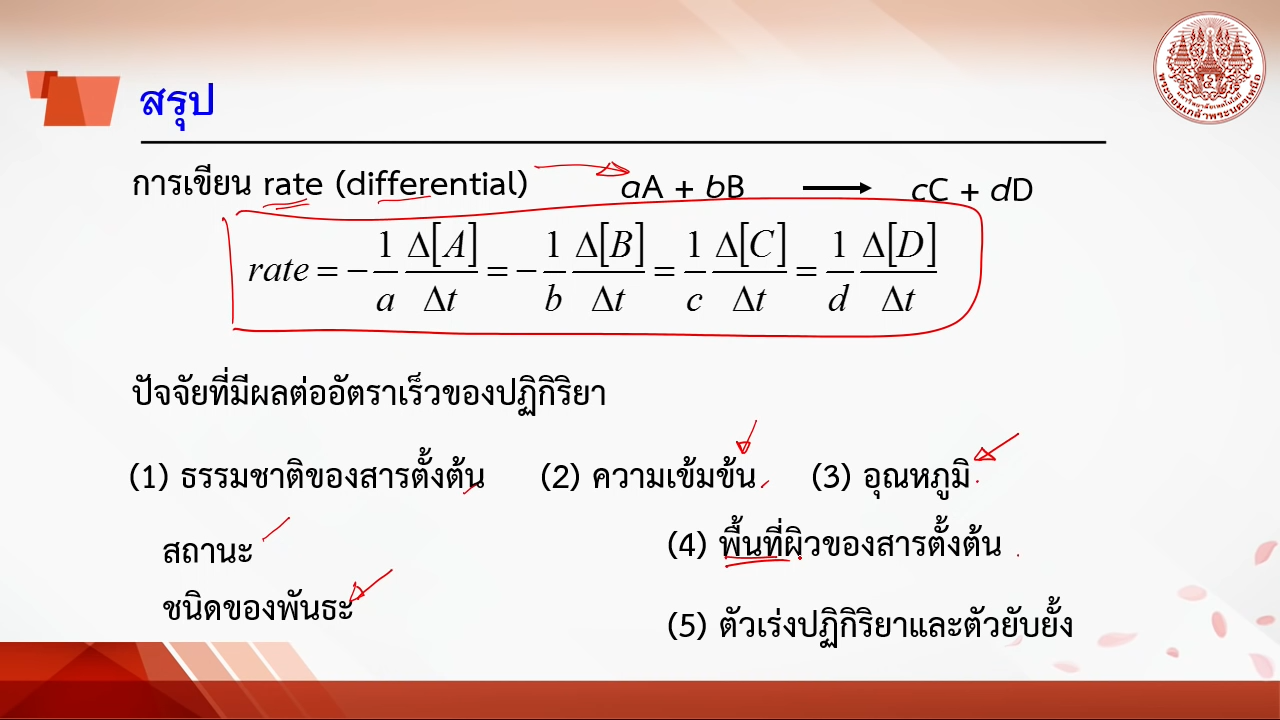 สรุป
การเขียน rate (differential) aA + bB → cC + dD
rate = − 1/a Δ[A]/Δt = − 1/b Δ[B]/Δt = 1/c Δ[C]/Δt = 1/d Δ[D]/Δt
ปัจจัยที่มีผลต่ออัตราเร็วของปฏิกิริยา
(1) ธรรมชาติของสารตั้งต้น (2) ความเข้มข้น (3) อุณหภูมิ
สถานะ (4) พื้นที่ผิวของสารตั้งต้น
ชนิดของพันธะ (5) ตัวเร่งปฏิกิริยาและตัวยับยั้ง